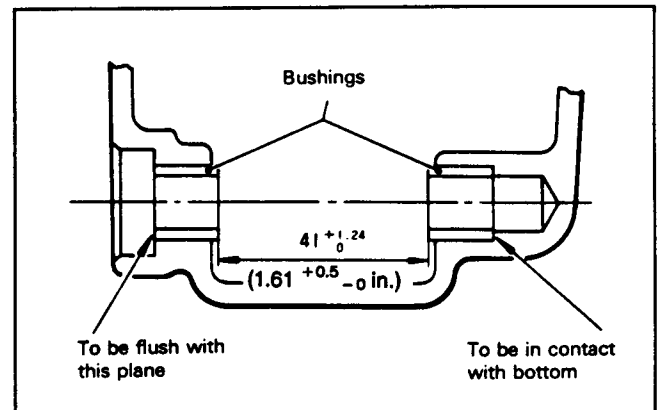 Bushings
41 +1.24 0
(1.61 +0.5 -0 in.)
To be flush with
this plane
To be in contact
with bottom